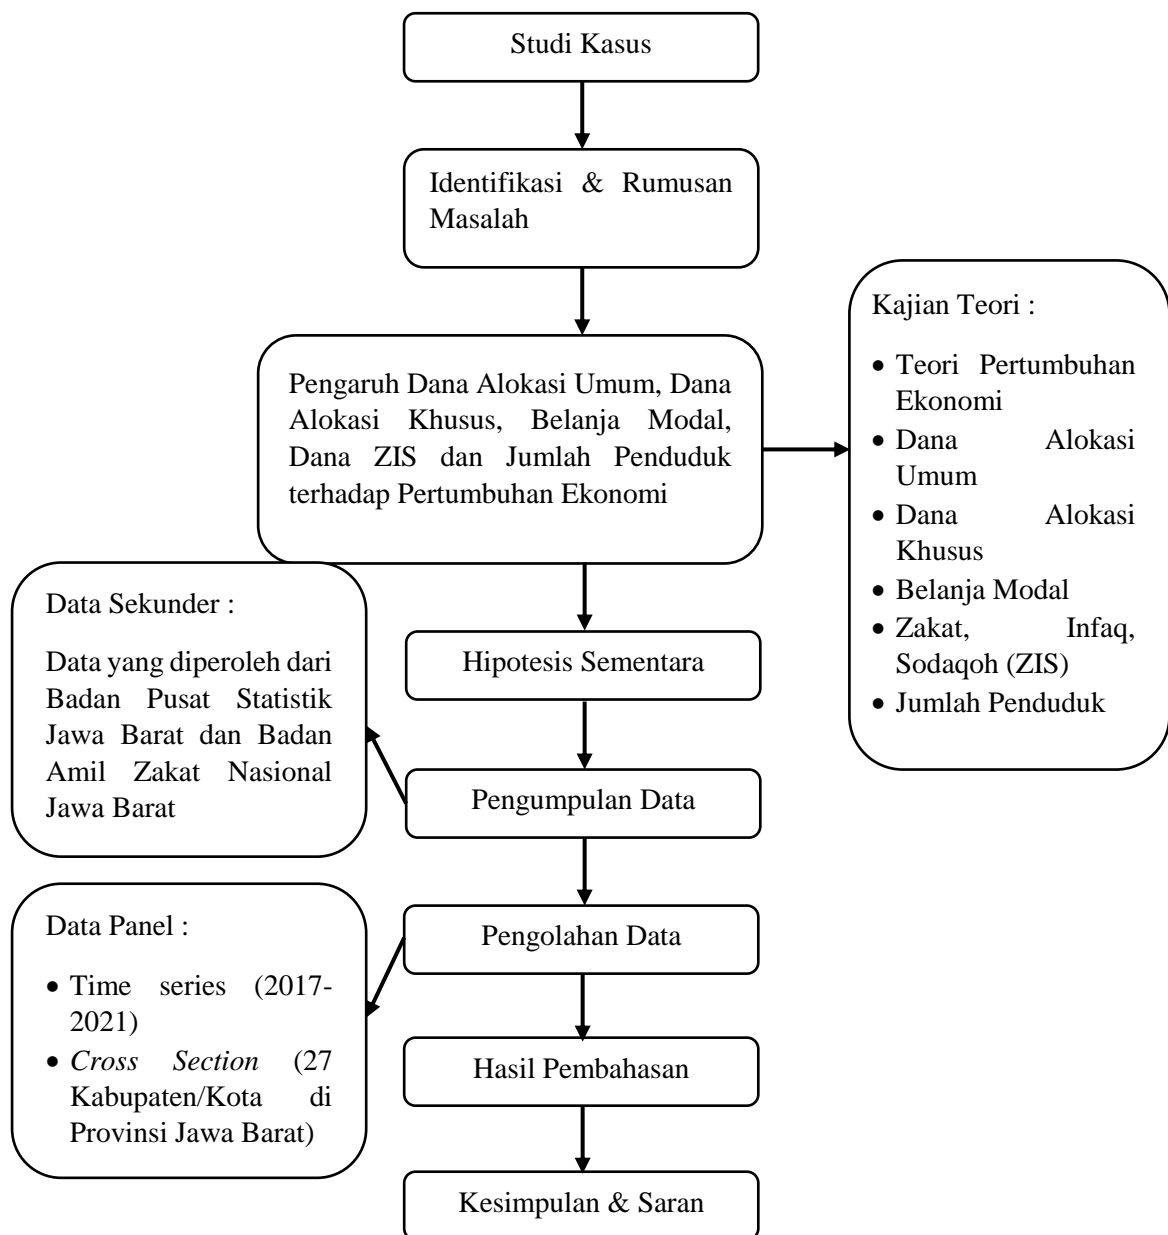 Studi Kasus
Identifikasi & Rumusan
Masalah
Pengaruh Dana Alokasi Umum, Dana
Alokasi Khusus, Belanja Modal,
Dana ZIS dan Jumlah Penduduk
terhadap Pertumbuhan Ekonomi
Kajian Teori :
• Teori Pertumbuhan
Ekonomi
• Dana Alokasi
Umum
• Dana Alokasi
Khusus
• Belanja Modal
• Zakat, Infaq,
Sodaqoh (ZIS)
• Jumlah Penduduk
Hipotesis Sementara
Data Sekunder :
Data yang diperoleh dari
Badan Pusat Statistik
Jawa Barat dan Badan
Amil Zakat Nasional
Jawa Barat
Pengumpulan Data
Pengolahan Data
Data Panel :
• Time series (2017-
2021)
• Cross Section (27
Kabupaten/Kota di
Provinsi Jawa Barat)
Hasil Pembahasan
Kesimpulan & Saran